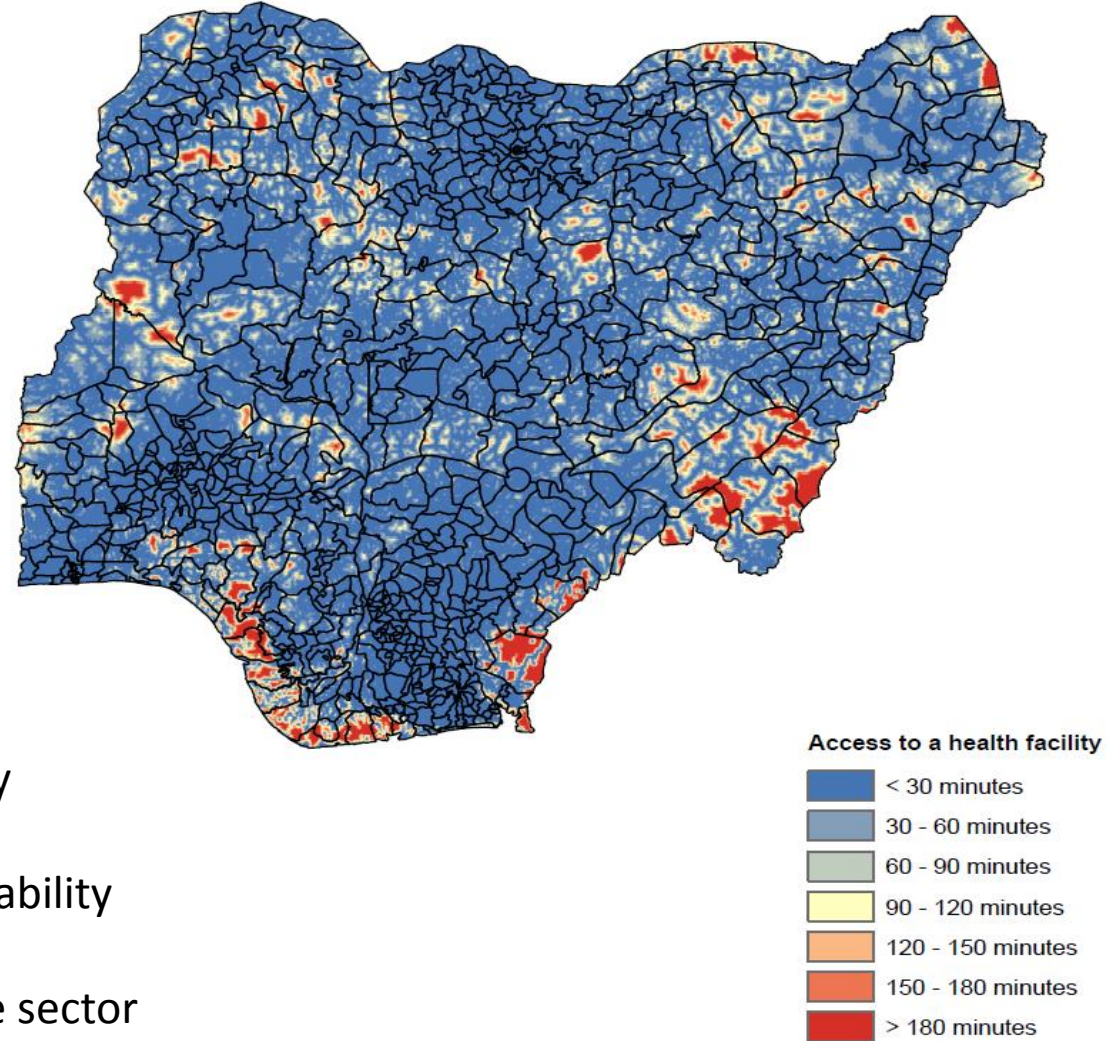 ability
e sector
Access to a health facility
< 30 minutes
30 - 60 minutes
60 - 90 minutes
90 - 120 minutes
120 - 150 minutes
150 - 180 minutes
> 180 minutes